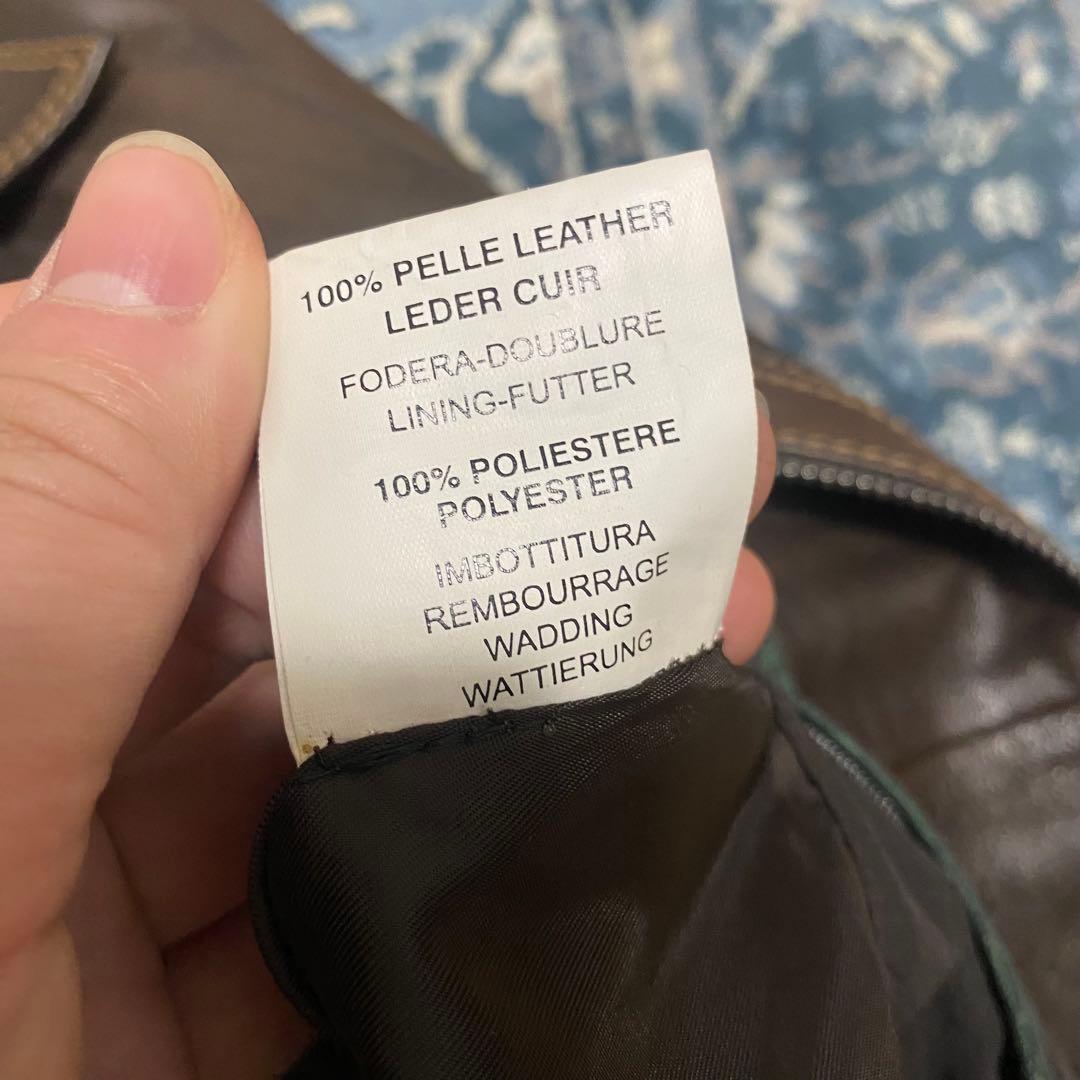 100% PELLE LEATHER
LEDER CUIR
FODERA-DOUBLURE
LINING-FUTTER
100% POLIESTERE
POLYESTER
IMBOTTITURA
REMBOURRAGE
WADDING
WATTIERUNG